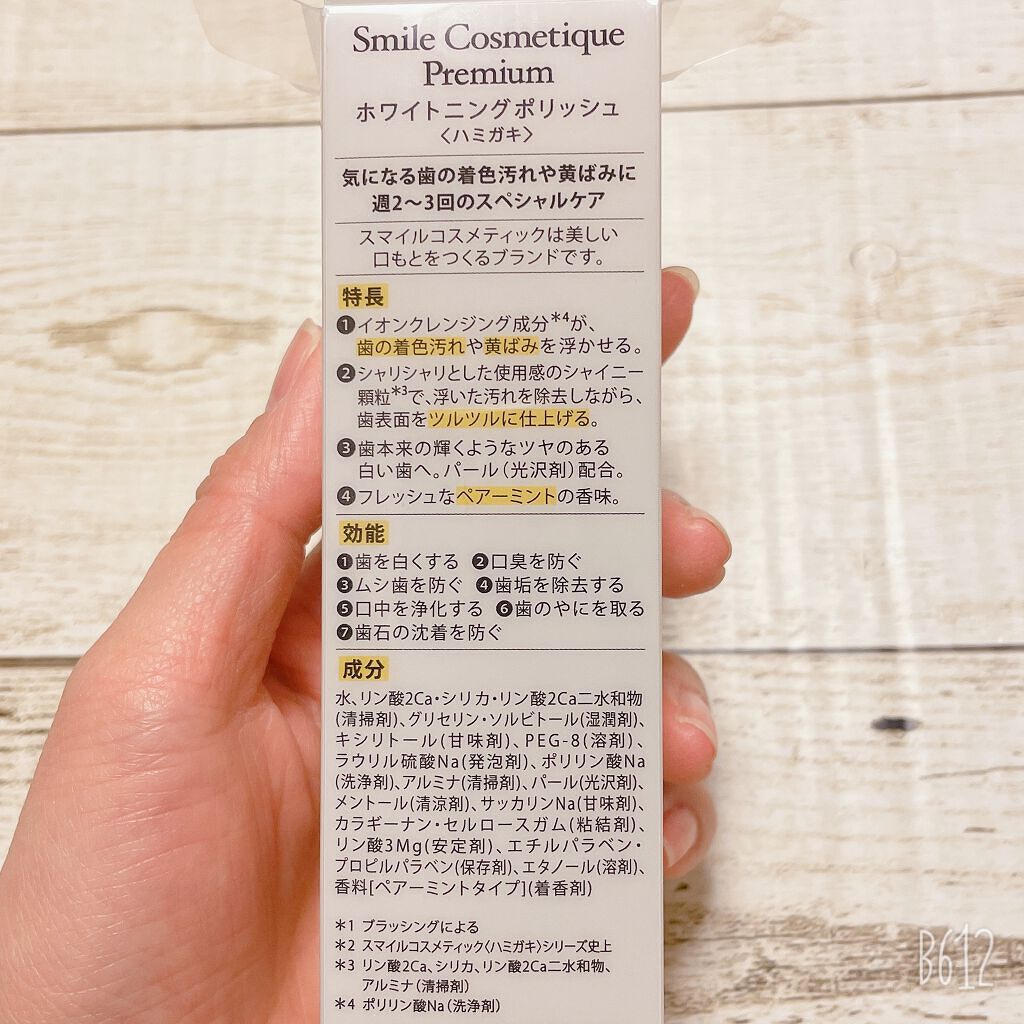 Smile Cosmetique
Premium
ホワイトニングポリッシュ
〈ハミガキ〉
気になる歯の着色汚れや黄ばみに
週2〜3回のスペシャルケア
スマイルコスメティックは美しい
口もとをつくるブランドです。
特長
❶イオンクレンジング成分*4が、
歯の着色汚れや黄ばみを浮かせる。
❷シャリシャリとした使用感のシャイニー
顆粒*3で、浮いた汚れを除去しながら、
歯表面をツルツルに仕上げる。
❸歯本来の輝くようなツヤのある
白い歯へ。パール(光沢剤)配合。
❹フレッシュなペアーミントの香味。
効能
❶歯を白くする ❷口臭を防ぐ
❸ムシ歯を防ぐ ❹歯垢を除去する
❺口中を浄化する ❻歯のやにを取る
❼歯石の沈着を防ぐ
成分
水、リン酸2Ca・シリカ・リン酸2Ca二水和物
(清掃剤)、グリセリン・ソルビトール(湿潤剤)、
キシリトール(甘味剤)、PEG-8(溶剤)、
ラウリル硫酸Na(発泡剤)、ポリリン酸Na
(洗浄剤)、アルミナ(清掃剤)、パール(光沢剤)、
メントール(清涼剤)、サッカリンNa(甘味剤)、
カラギーナン・セルロースガム(粘結剤)、
リン酸3Mg(安定剤)、エチルパラベン・
プロピルパラベン(保存剤)、エタノール(溶剤)、
香料[ペアーミントタイプ](着香剤)
*1 ブラッシングによる
*2 スマイルコスメティック〈ハミガキ〉シリーズ史上
*3 リン酸2Ca、シリカ、リン酸2Ca二水和物、
アルミナ(清掃剤)
*4 ポリリン酸Na(洗浄剤)
B612